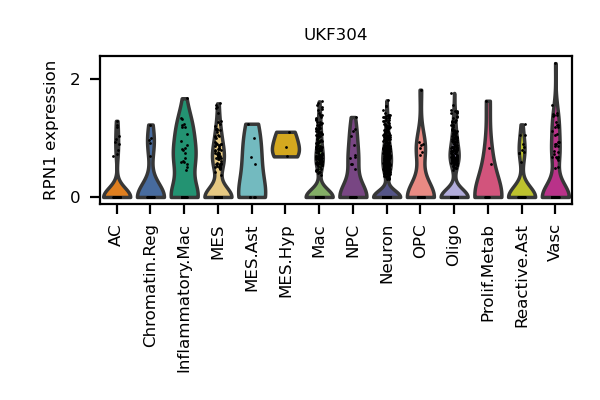 UKF304
RPN1 expression
2
0
AC
Chromatin.Reg
Inflammatory.Mac
MES
MES.Ast
MES.Hyp
Mac
NPC
Neuron
OPC
Oligo
Prolif.Metab
Reactive.Ast
Vasc